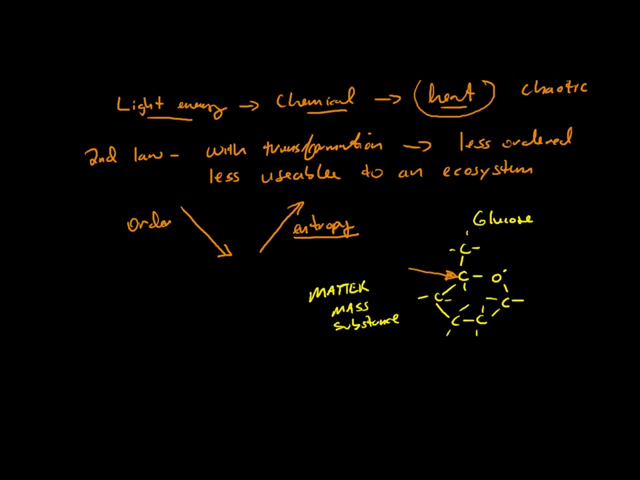 Light energy → Chemical → heat chaotic
2nd law - with transformation → less ordered
less useable to an ecosystem
Order
entropy
Glucose
C
C - O
MATTER
MASS
substance
C C
C - C